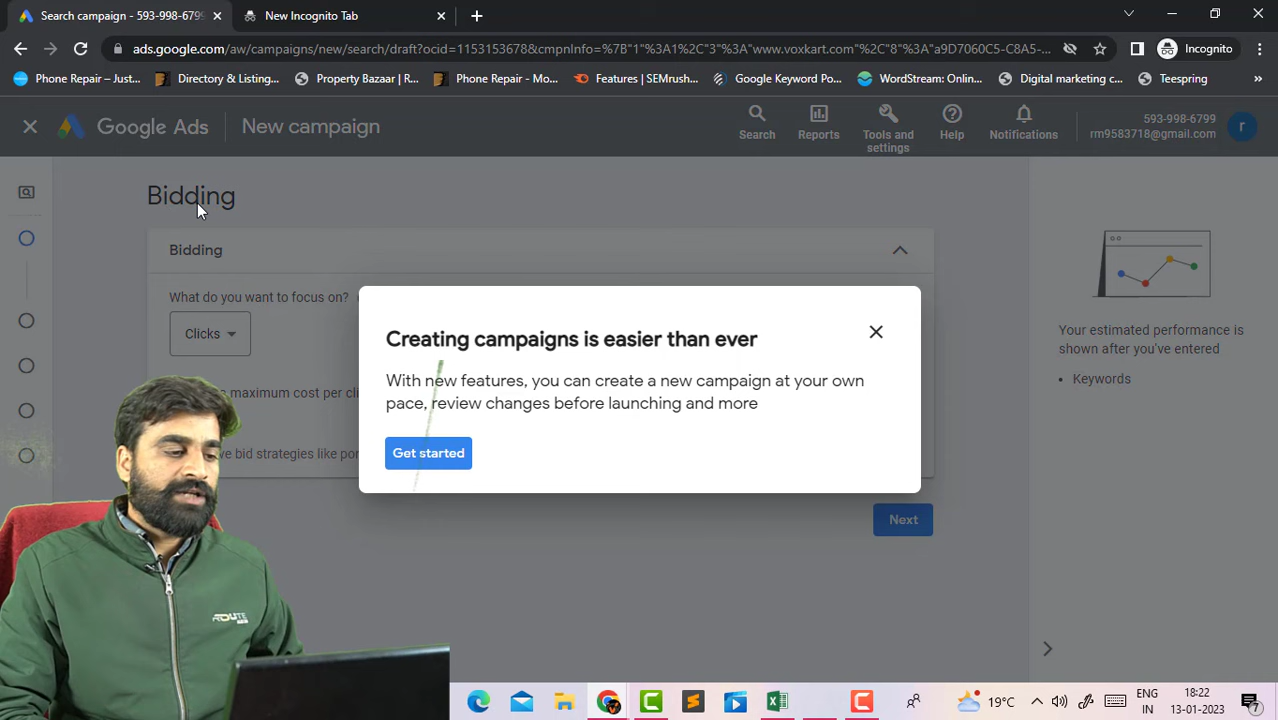 Search campaign - 593-998-6799
New Incognito Tab
ads.google.com/aw/campaigns/new/search/draft?ocid=11531536788&cmpnInfo=%7B"1"%3A1%2C"3"%3A"www.voxkart.com"%2C"8"%3A"a9D7060C5-C8A5-...
Incognito
Phone Repair – Just...
Directory & Listing...
Property Bazaar | R...
Phone Repair - Mo...
Features | SEMrush...
Google Keyword Po...
WordStream: Onlin...
Digital marketing c...
Teespring
Google Ads
New campaign
Search
Reports
Tools and
settings
Help
Notifications
593-998-6799
rm9583718@gmail.com
r
Bidding
Bidding
What do you want to focus on?
Clicks
maximum cost per cli
ve bid strategies like por
Creating campaigns is easier than ever
With new features, you can create a new campaign at your own
pace, review changes before launching and more
Get started
Next
Your estimated performance is
shown after you've entered
• Keywords
ROUTE
19°C
ENG
IN
18:22
13-01-2023
7